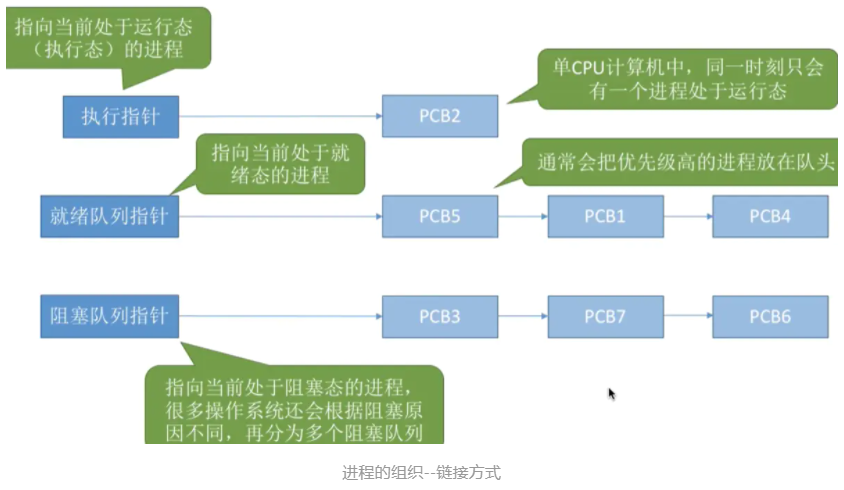 指向当前处于运行态
（执行态）的进程
单CPU计算机中，同一时刻只会
有一个进程处于运行态
执行指针
PCB2
指向当前处于就
绪态的进程
通常会把优先级高的进程放在队头
就绪队列指针
PCB5
PCB1
PCB4
阻塞队列指针
PCB3
PCB7
PCB6
指向当前处于阻塞态的进程，
很多操作系统还会根据阻塞原
因不同，再分为多个阻塞队列
进程的组织--链接方式